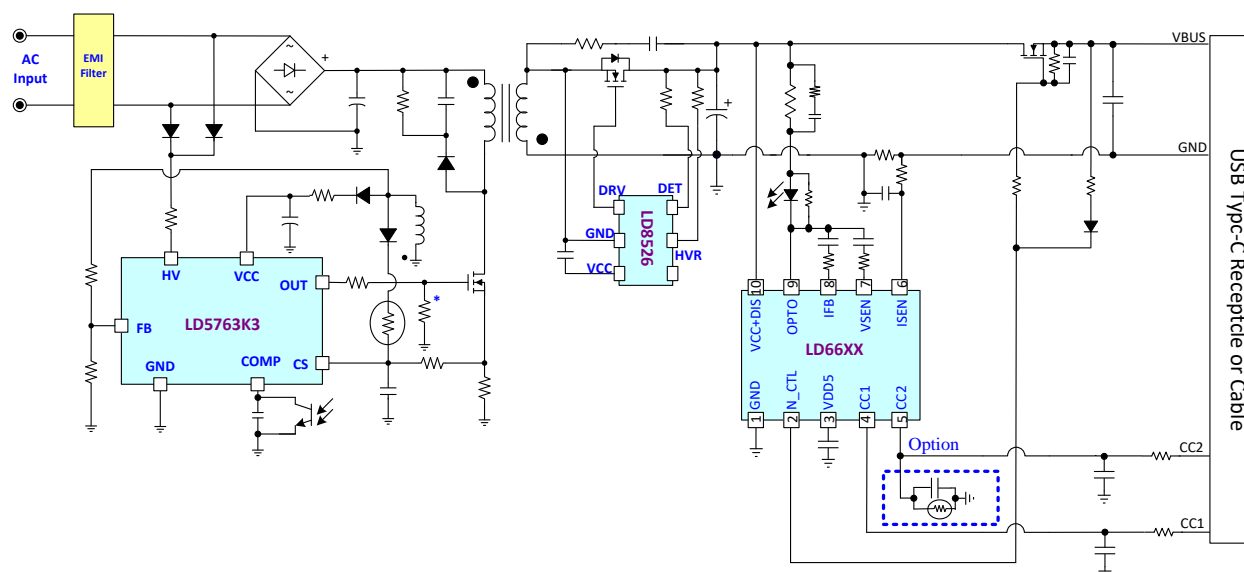 AC
Input
EMI
Filter
~
+
~
HV
VCC
OUT
*
LD5763K3
FB
GND
COMP
CS
DRV
DET
GND
LD8526
HVR
VCC
+
VBUS
GND
10
9
8
7
6
VCC+DIS
OPTO
IFB
VSEN
ISEN
LD66XX
GND
N_CTL
VDD5
CC1
CC2
1
2
3
4
5
Option
CC2
CC1
USB Typc-C Receptcle or Cable